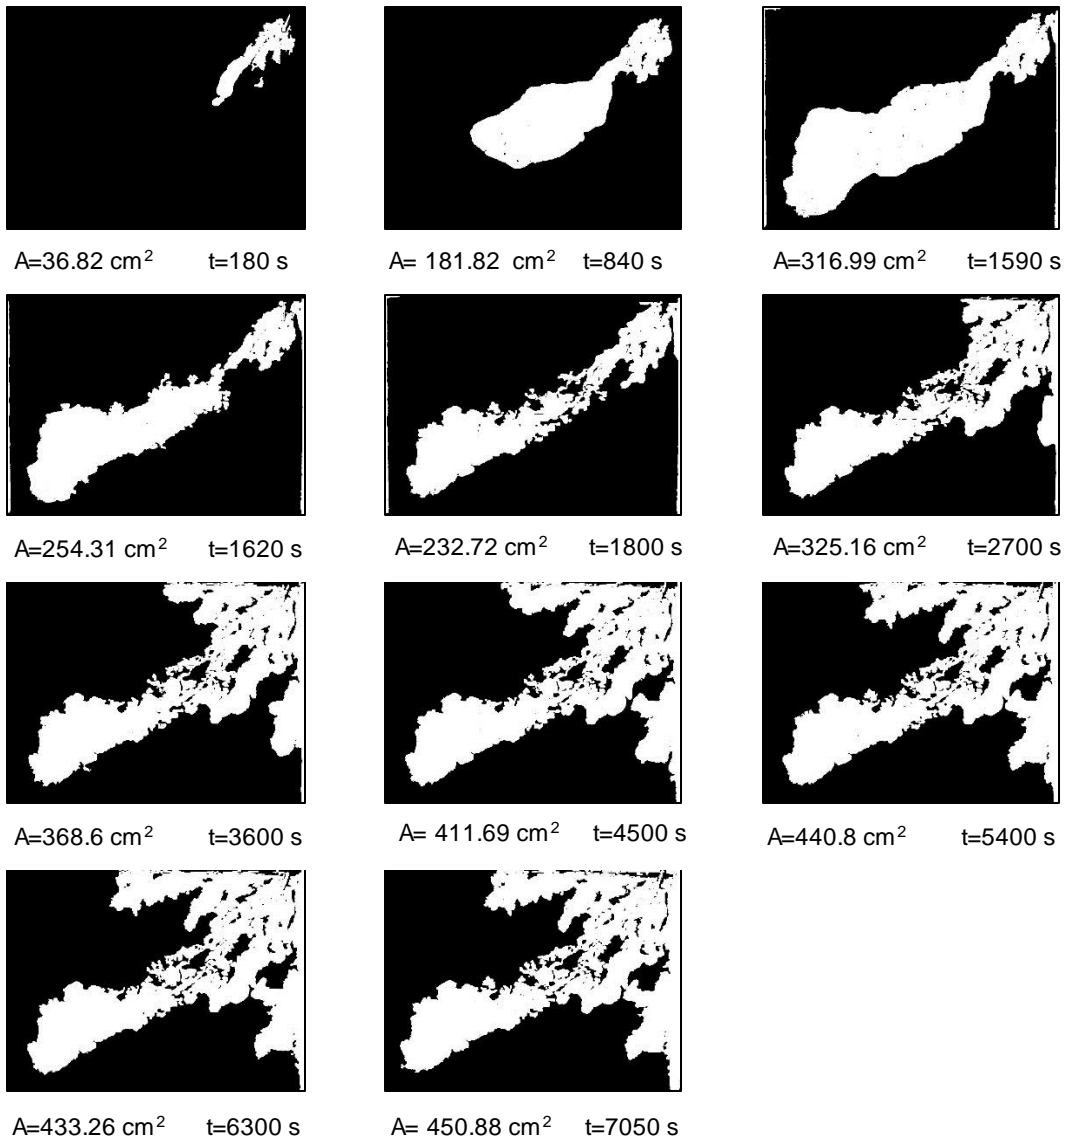 A=36.82 cm² t=180 s
A= 181.82 cm² t=840 s
A=316.99 cm² t=1590 s
A=254.31 cm² t=1620 s
A=232.72 cm² t=1800 s
A=325.16 cm² t=2700 s
A=368.6 cm² t=3600 s
A= 411.69 cm² t=4500 s
A=440.8 cm² t=5400 s
A=433.26 cm² t=6300 s
A= 450.88 cm² t=7050 s